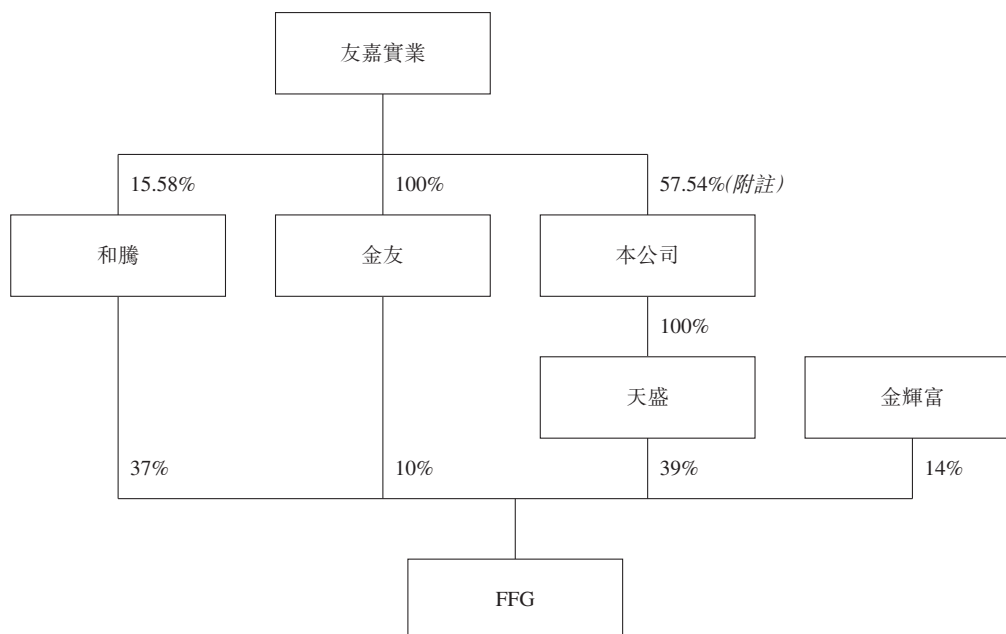 友嘉實業
15.58%
100%
57.54%(附註)
和騰
金友
本公司
100%
天盛
金輝富
37%
10%
39%
14%
FFG